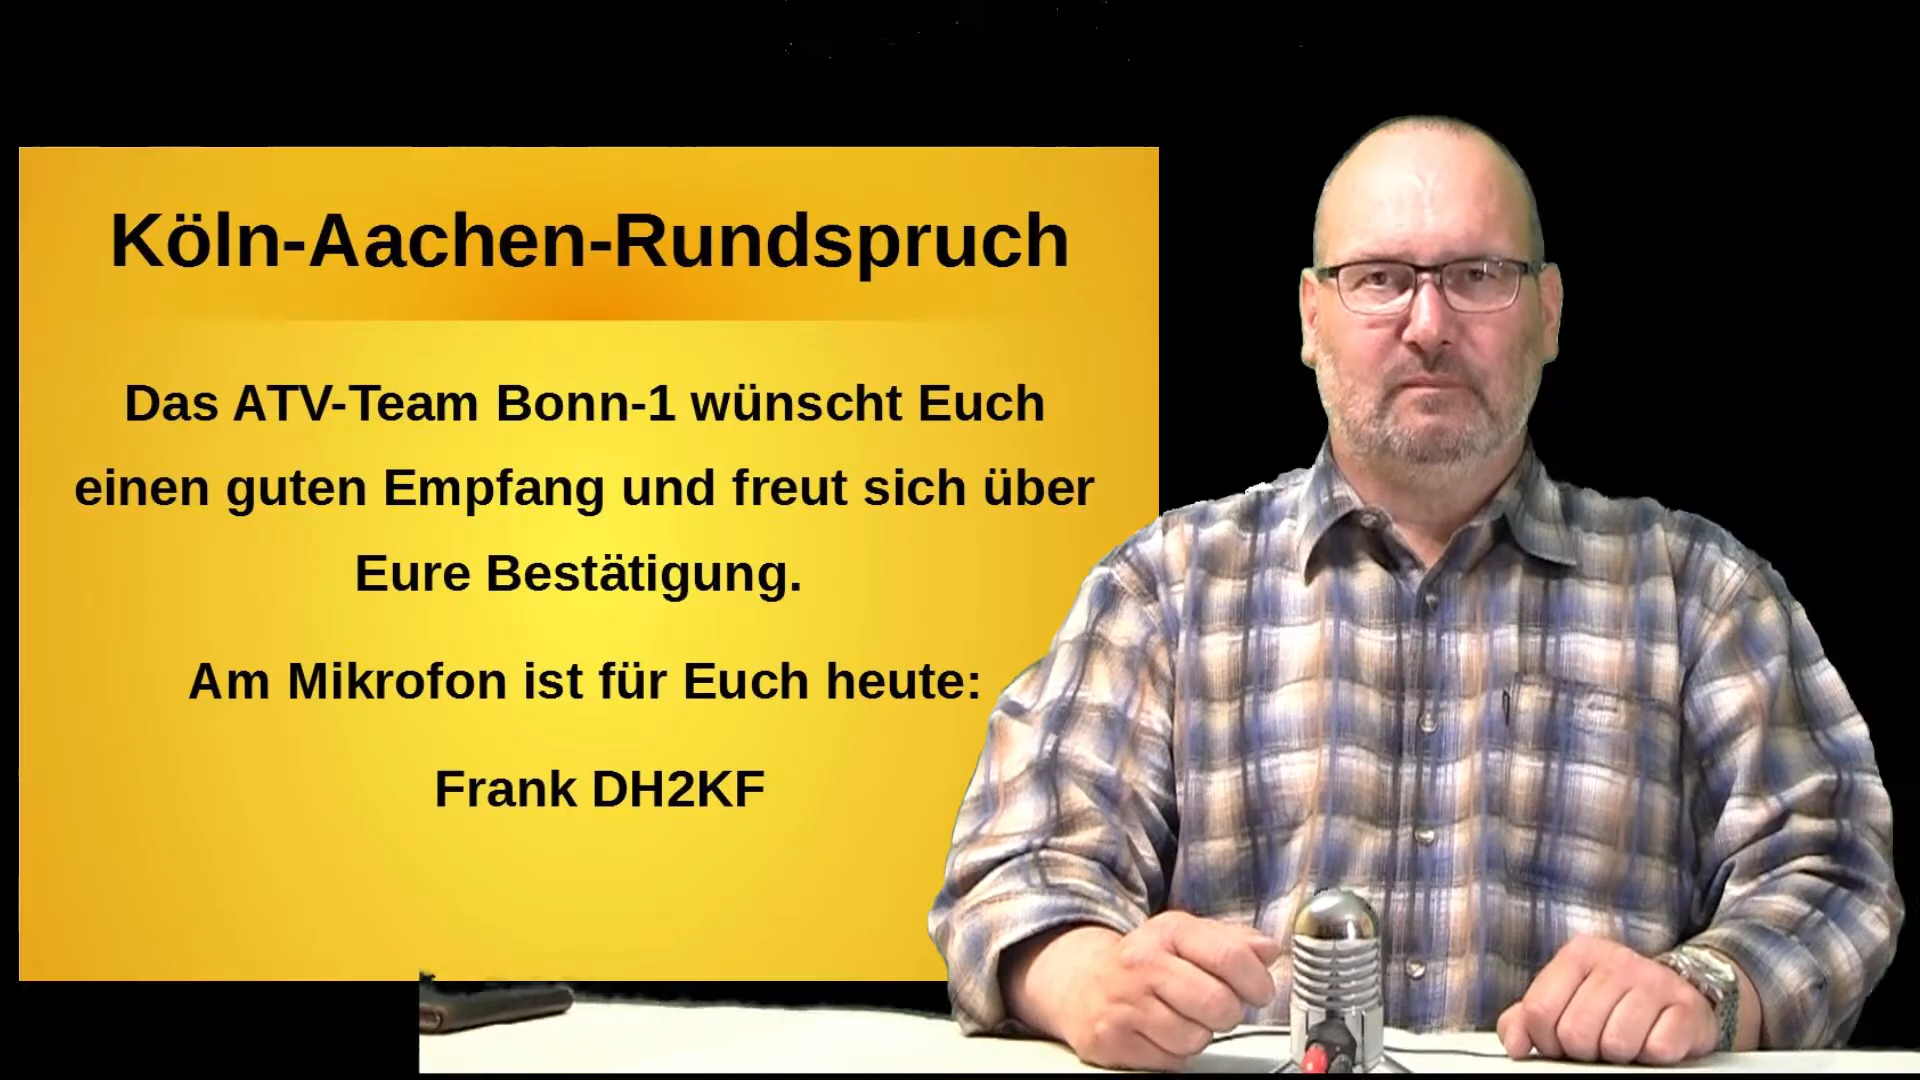 Köln-Aachen-Rundspruch
Das ATV-Team Bonn-1 wünscht Euch
einen guten Empfang und freut sich über
Eure Bestätigung.
Am Mikrofon ist für Euch heute:
Frank DH2KF